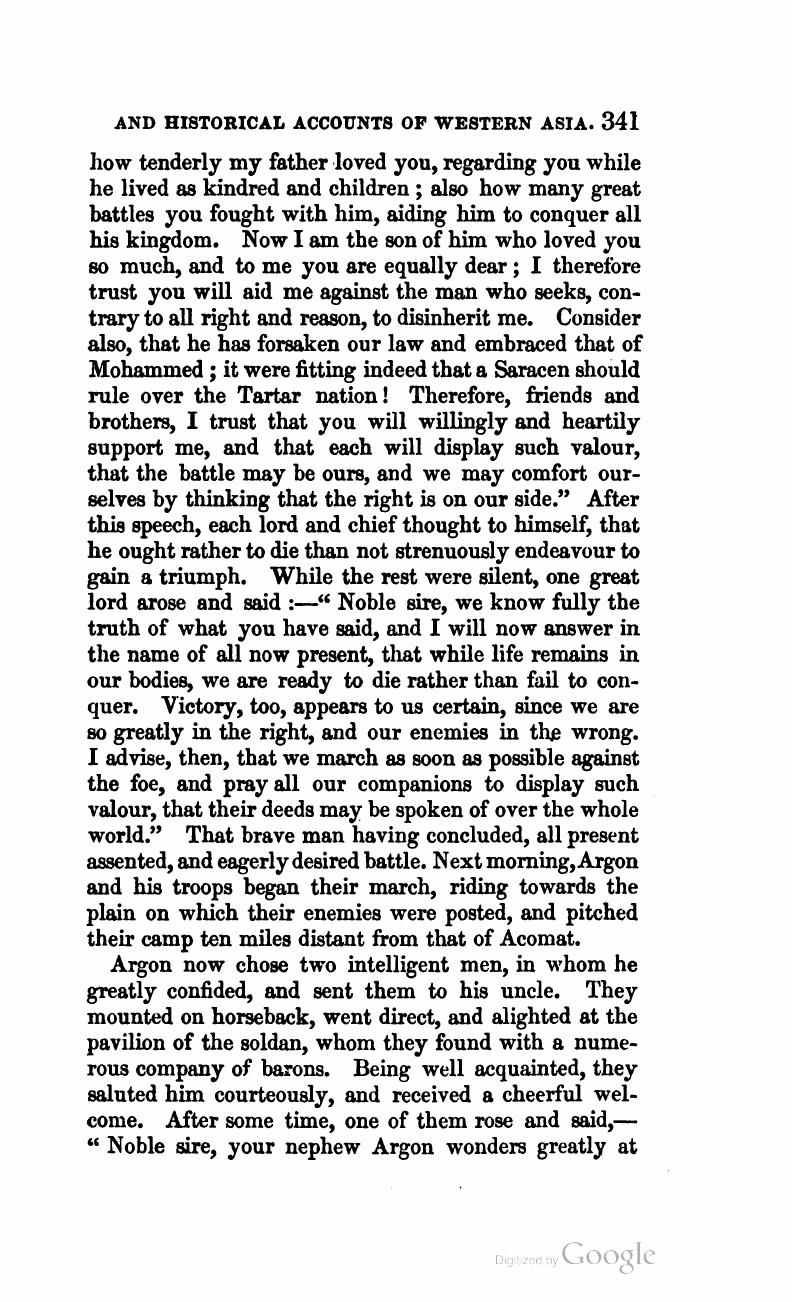 AND HISTORICAL ACCOUNTS OF WESTERN ASIA. 341
how tenderly my father loved you, regarding you while
he lived as kindred and children ; also how many great
battles you fought with him, aiding him to conquer all
his kingdom. Now I am the son of him who loved you
so much, and to me you are equally dear ; I therefore
trust you will aid me against the man who seeks, con-
trary to all right and reason, to disinherit me. Consider
also, that he has forsaken our law and embraced that of
Mohammed ; it were fitting indeed that a Saracen should
rule over the Tartar nation! Therefore, friends and
brothers, I trust that you will willingly and heartily
support me, and that each will display such valour,
that the battle may be ours, and we may comfort our-
selves by thinking that the right is on our side.” After
this speech, each lord and chief thought to himself, that
he ought rather to die than not strenuously endeavour to
gain a triumph. While the rest were silent, one great
lord arose and said :—“ Noble sire, we know fully the
truth of what you have said, and I will now answer in
the name of all now present, that while life remains in
our bodies, we are ready to die rather than fail to con-
quer. Victory, too, appears to us certain, since we are
so greatly in the right, and our enemies in the wrong.
I advise, then, that we march as soon as possible against
the foe, and pray all our companions to display such
valour, that their deeds may be spoken of over the whole
world.” That brave man having concluded, all present
assented, and eagerly desired battle. Next morning, Argon
and his troops began their march, riding towards the
plain on which their enemies were posted, and pitched
their camp ten miles distant from that of Acomat.
Argon now chose two intelligent men, in whom he
greatly confided, and sent them to his uncle. They
mounted on horseback, went direct, and alighted at the
pavilion of the soldan, whom they found with a nume-
rous company of barons. Being well acquainted, they
saluted him courteously, and received a cheerful wel-
come. After some time, one of them rose and said,—
“ Noble sire, your nephew Argon wonders greatly at
Digitized by Google